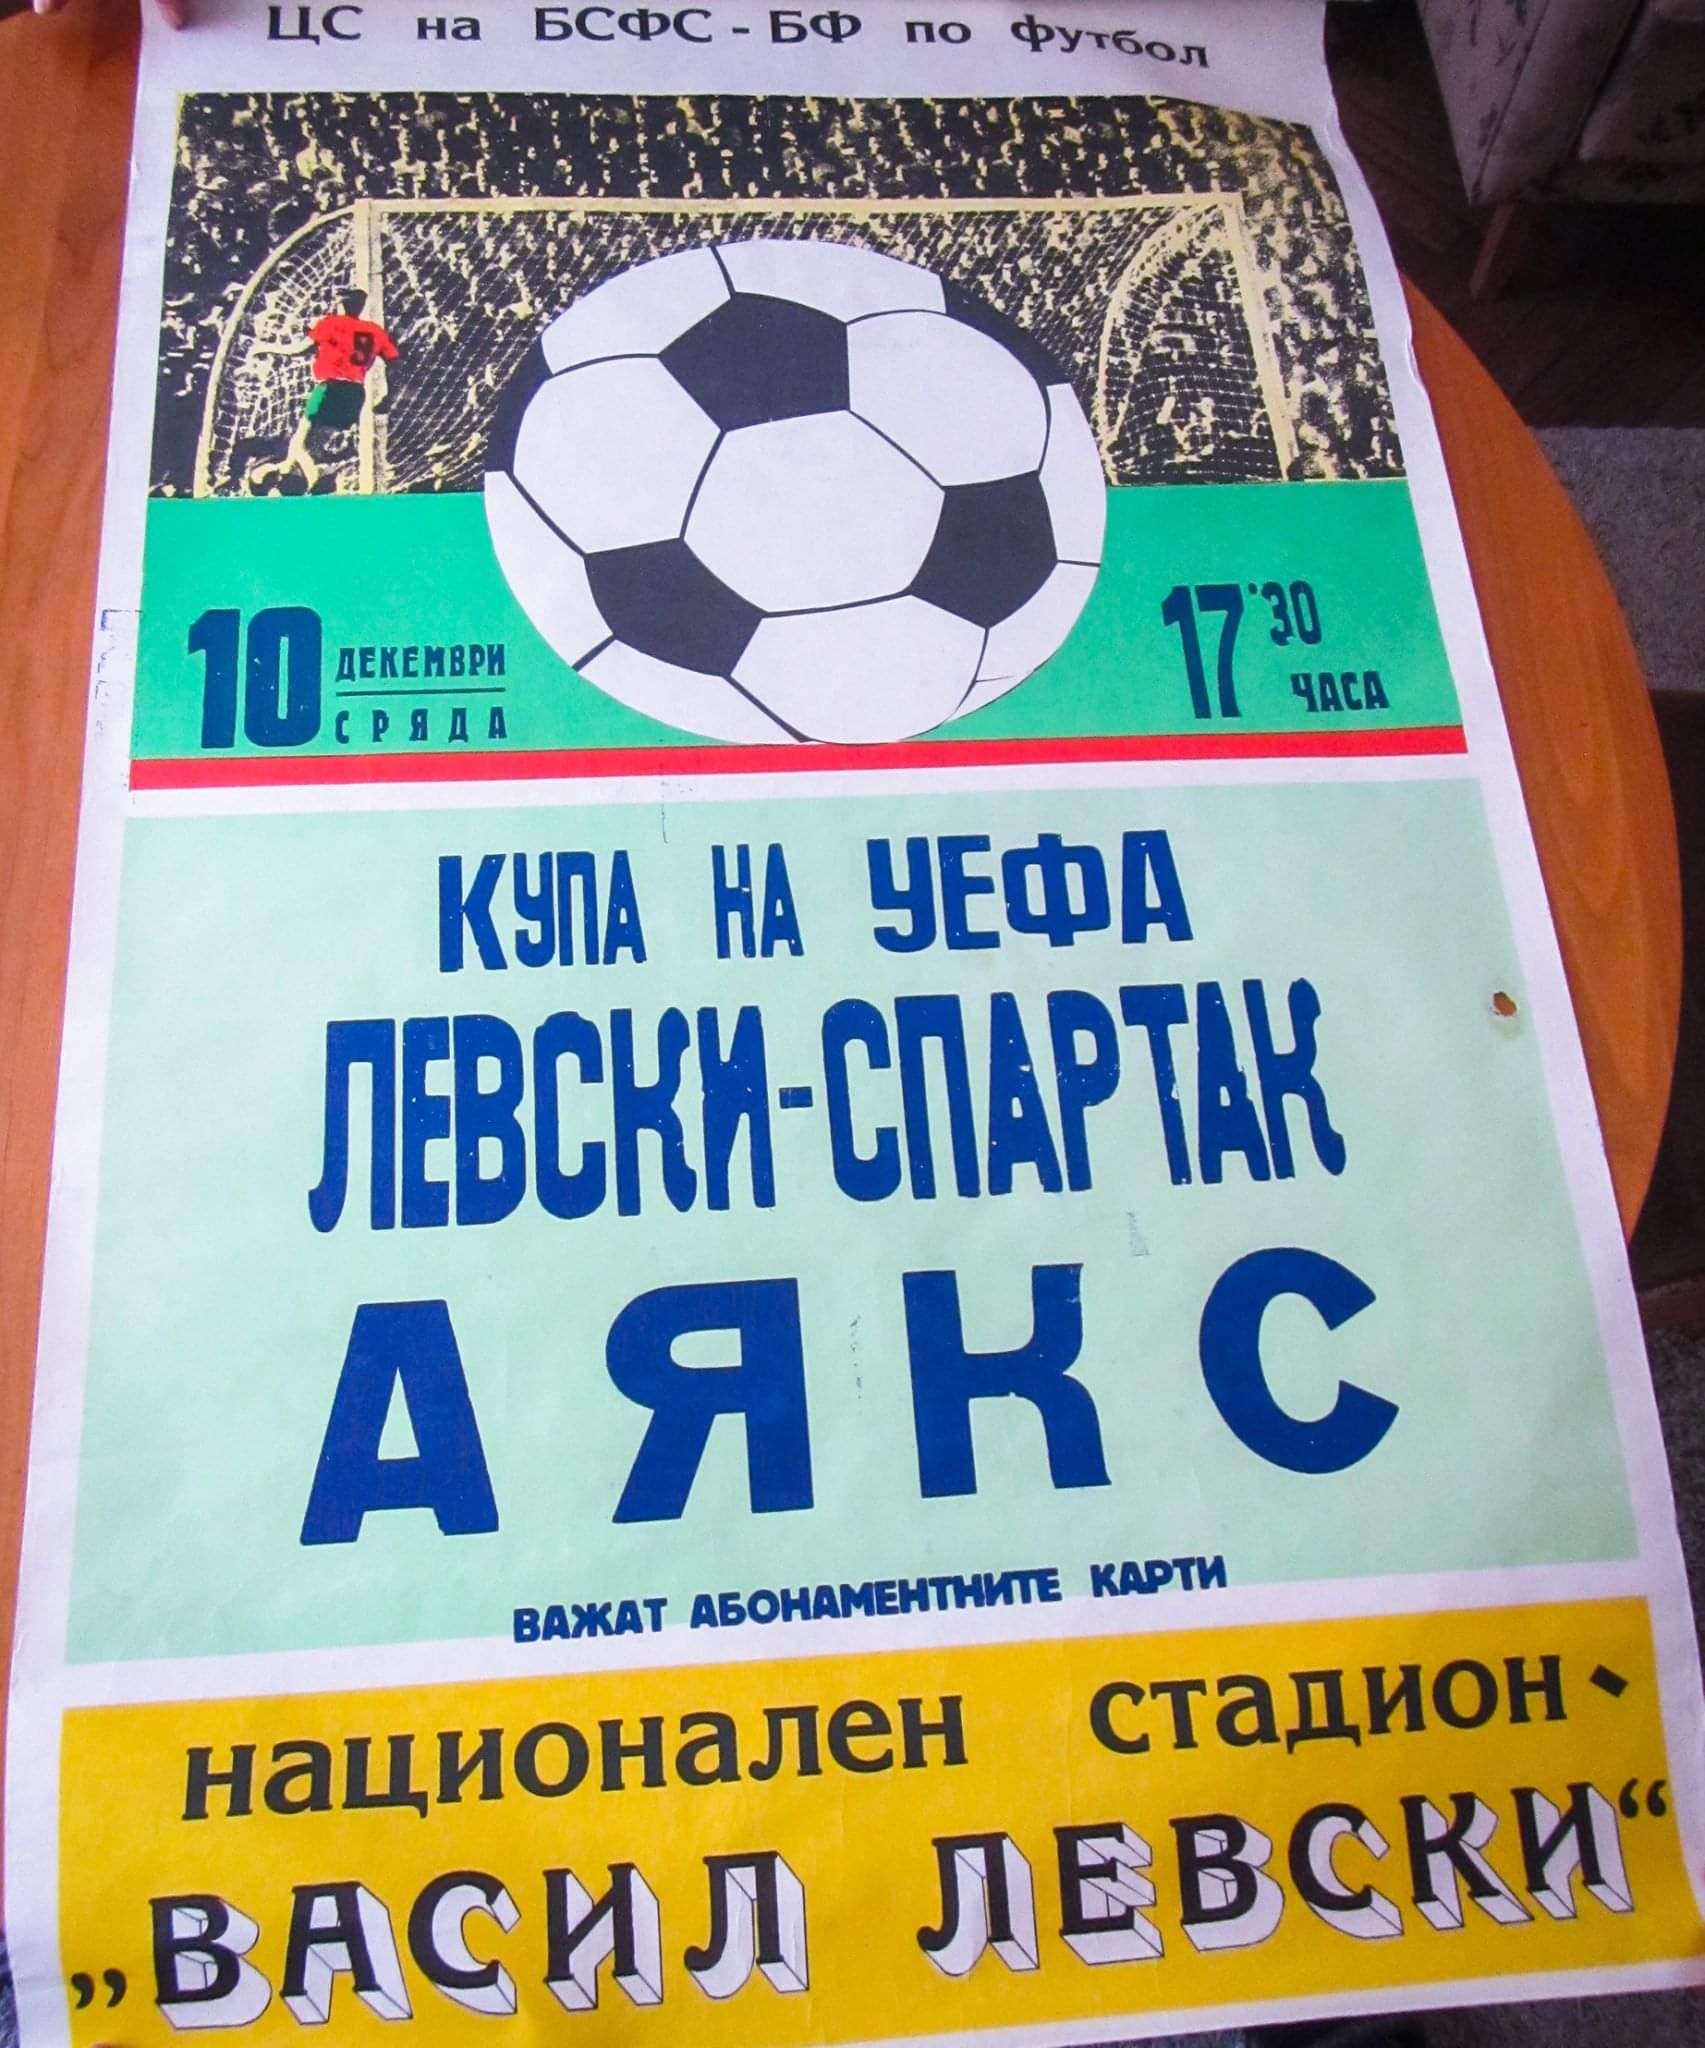 ЦС на БСФС - БФ по футбол
9
10 ДЕКЕМВРИ
СРЯДА
17·30 ЧАСА
КУПА НА УЕФА
ЛЕВСКИ-СПАРТАК
АЯКС
ВАЖАТ АБОНАМЕНТНИТЕ КАРТИ
национален стадион -
„ВАСИЛ ЛЕВСКИ“